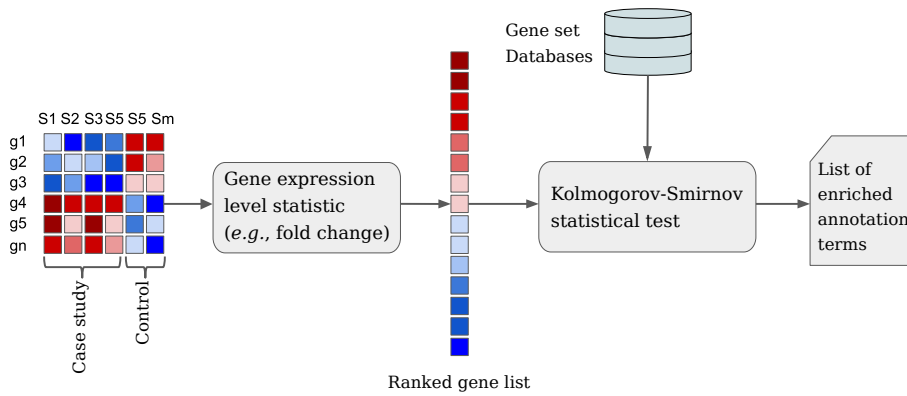 Gene set
Databases
S1 S2 S3 S5 S5 Sm
g1
g2
g3
g4
g5
gn
Case study
Control
Gene expression
level statistic
(e.g., fold change)
Ranked gene list
Kolmogorov-Smirnov
statistical test
List of
enriched
annotation
terms